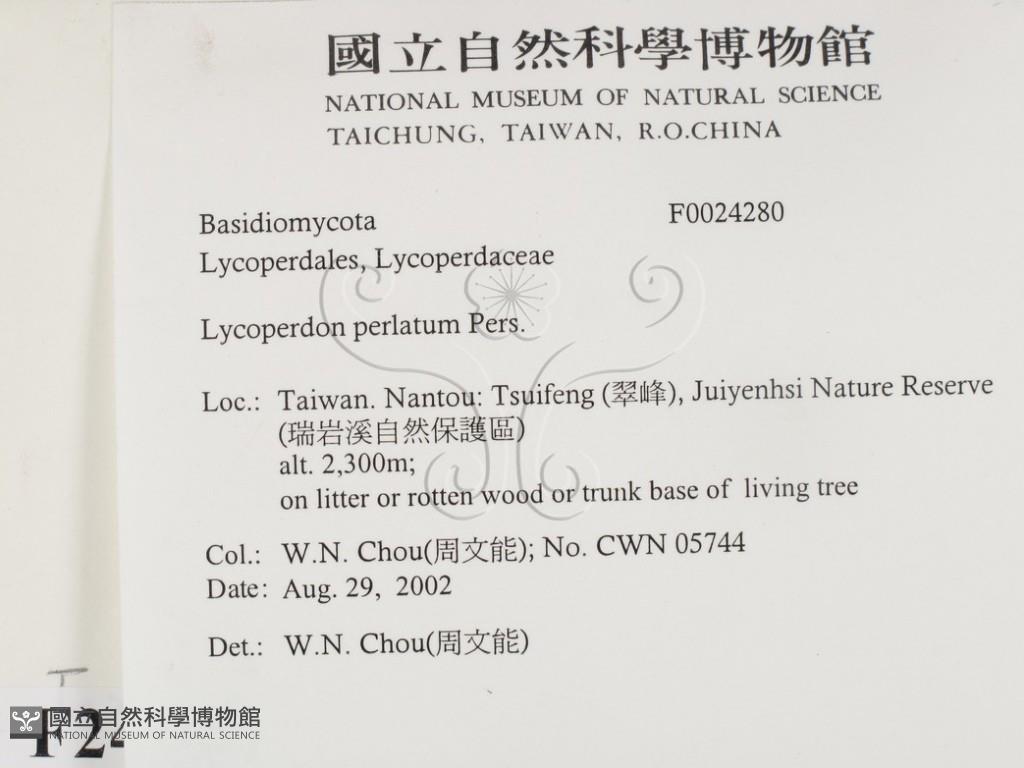 國立自然科學博物館
NATIONAL MUSEUM OF NATURAL SCIENCE
TAICHUNG, TAIWAN, R.O.CHINA
Basidiomycota F0024280
Lycoperdales, Lycoperdaceae
Lycoperdon perlatum Pers.
Loc.: Taiwan. Nantou: Tsuifeng (翠峰), Juiyenhsi Nature Reserve
(瑞岩溪自然保護區)
alt. 2,300m;
on litter or rotten wood or trunk base of living tree
Col.: W.N. Chou(周文能); No. CWN 05744
Date: Aug. 29, 2002
Det.: W.N. Chou(周文能)
國立自然科學博物館
NATIONAL MUSEUM OF NATURAL SCIENCE